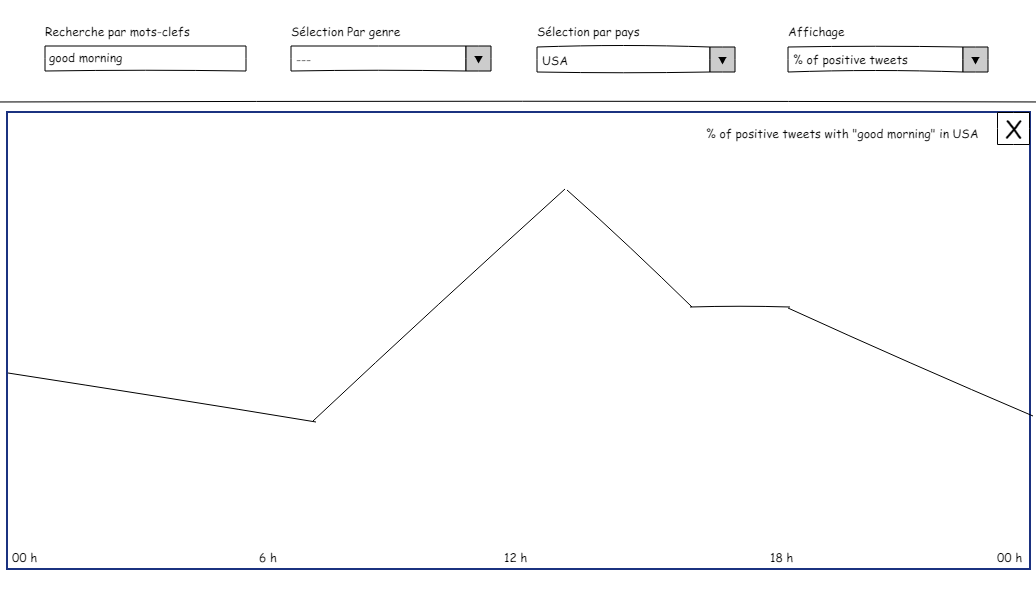 Recherche par mots-clefs
Sélection Par genre
Sélection par pays
Affichage
good morning
---
USA
% of positive tweets
% of positive tweets with "good morning" in USA
X
00 h
6 h
12 h
18 h
00 h